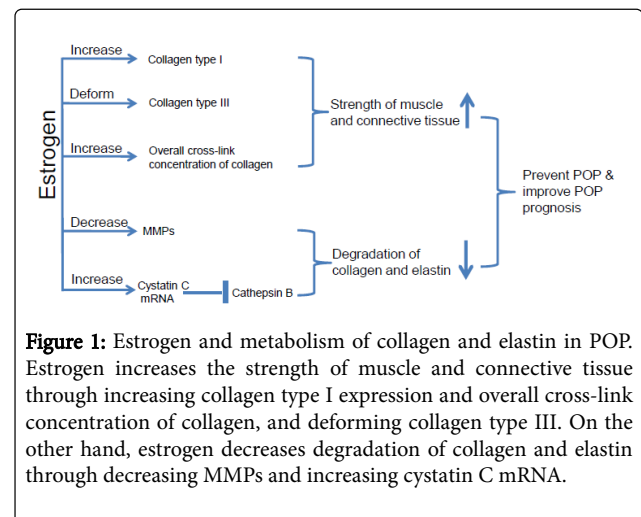 Estrogen
Increase
Collagen type I
Deform
Collagen type III
Increase
Overall cross-link
concentration of collagen
Strength of muscle
and connective tissue
Decrease
MMPs
Increase
Cystatin C
mRNA
Cathepsin B
Degradation of
collagen and elastin
Prevent POP &
improve POP
prognosis
Figure 1: Estrogen and metabolism of collagen and elastin in POP.
Estrogen increases the strength of muscle and connective tissue
through increasing collagen type I expression and overall cross-link
concentration of collagen, and deforming collagen type III. On the
other hand, estrogen decreases degradation of collagen and elastin
through decreasing MMPs and increasing cystatin C mRNA.